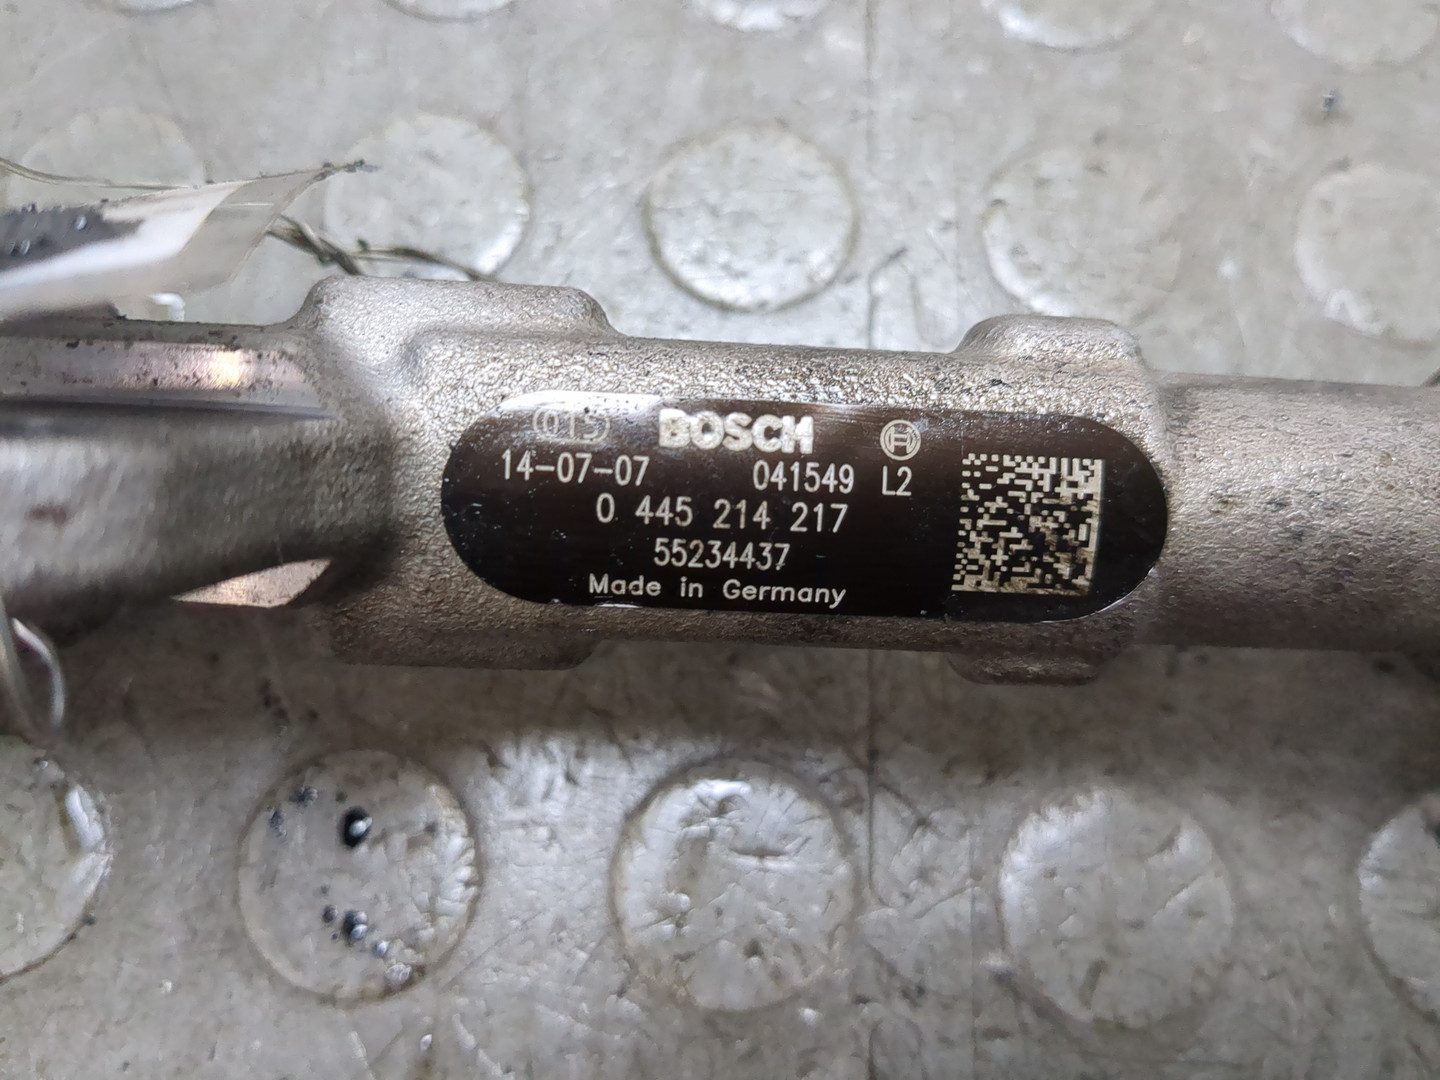 BOSCH
14-07-07 041549 L2
0 445 214 217
55234437
Made in Germany